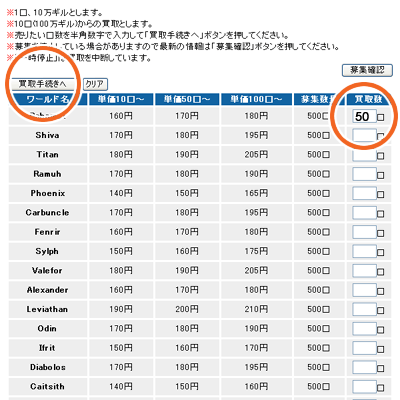 ※1口、10万ギルとします。
※10口(100万ギル)からの買取とします。
※売りたい口数を半角数字で入力して「買取手続きへ」ボタンを押してください。
※募集を している場合がありますので最新の情報は「募集確認」ボタンを押してください。
※ 一時停止」 買取を中断しています。
募集確認
買取手続きへ クリア
ワールド名 単価10口～ 単価50口～ 単価100口～ 募集数量 買取数
160円 170円 180円 500口 50 口
Shiva 170円 180円 195円 500口 口
Titan 180円 190円 205円 500口 口
Ramuh 170円 180円 190円 500口 口
Phoenix 140円 150円 165円 500口 口
Carbuncle 170円 180円 195円 500口 口
Fenrir 160円 170円 180円 500口 口
Sylph 150円 160円 175円 500口 口
Valefor 180円 190円 205円 500口 口
Alexander 160円 170円 180円 500口 口
Leviathan 190円 200円 210円 500口 口
Odin 170円 180円 190円 500口 口
Ifrit 150円 160円 170円 500口 口
Diabolos 170円 180円 195円 500口 口
Caitsith 140円 150円 160円 500口 口